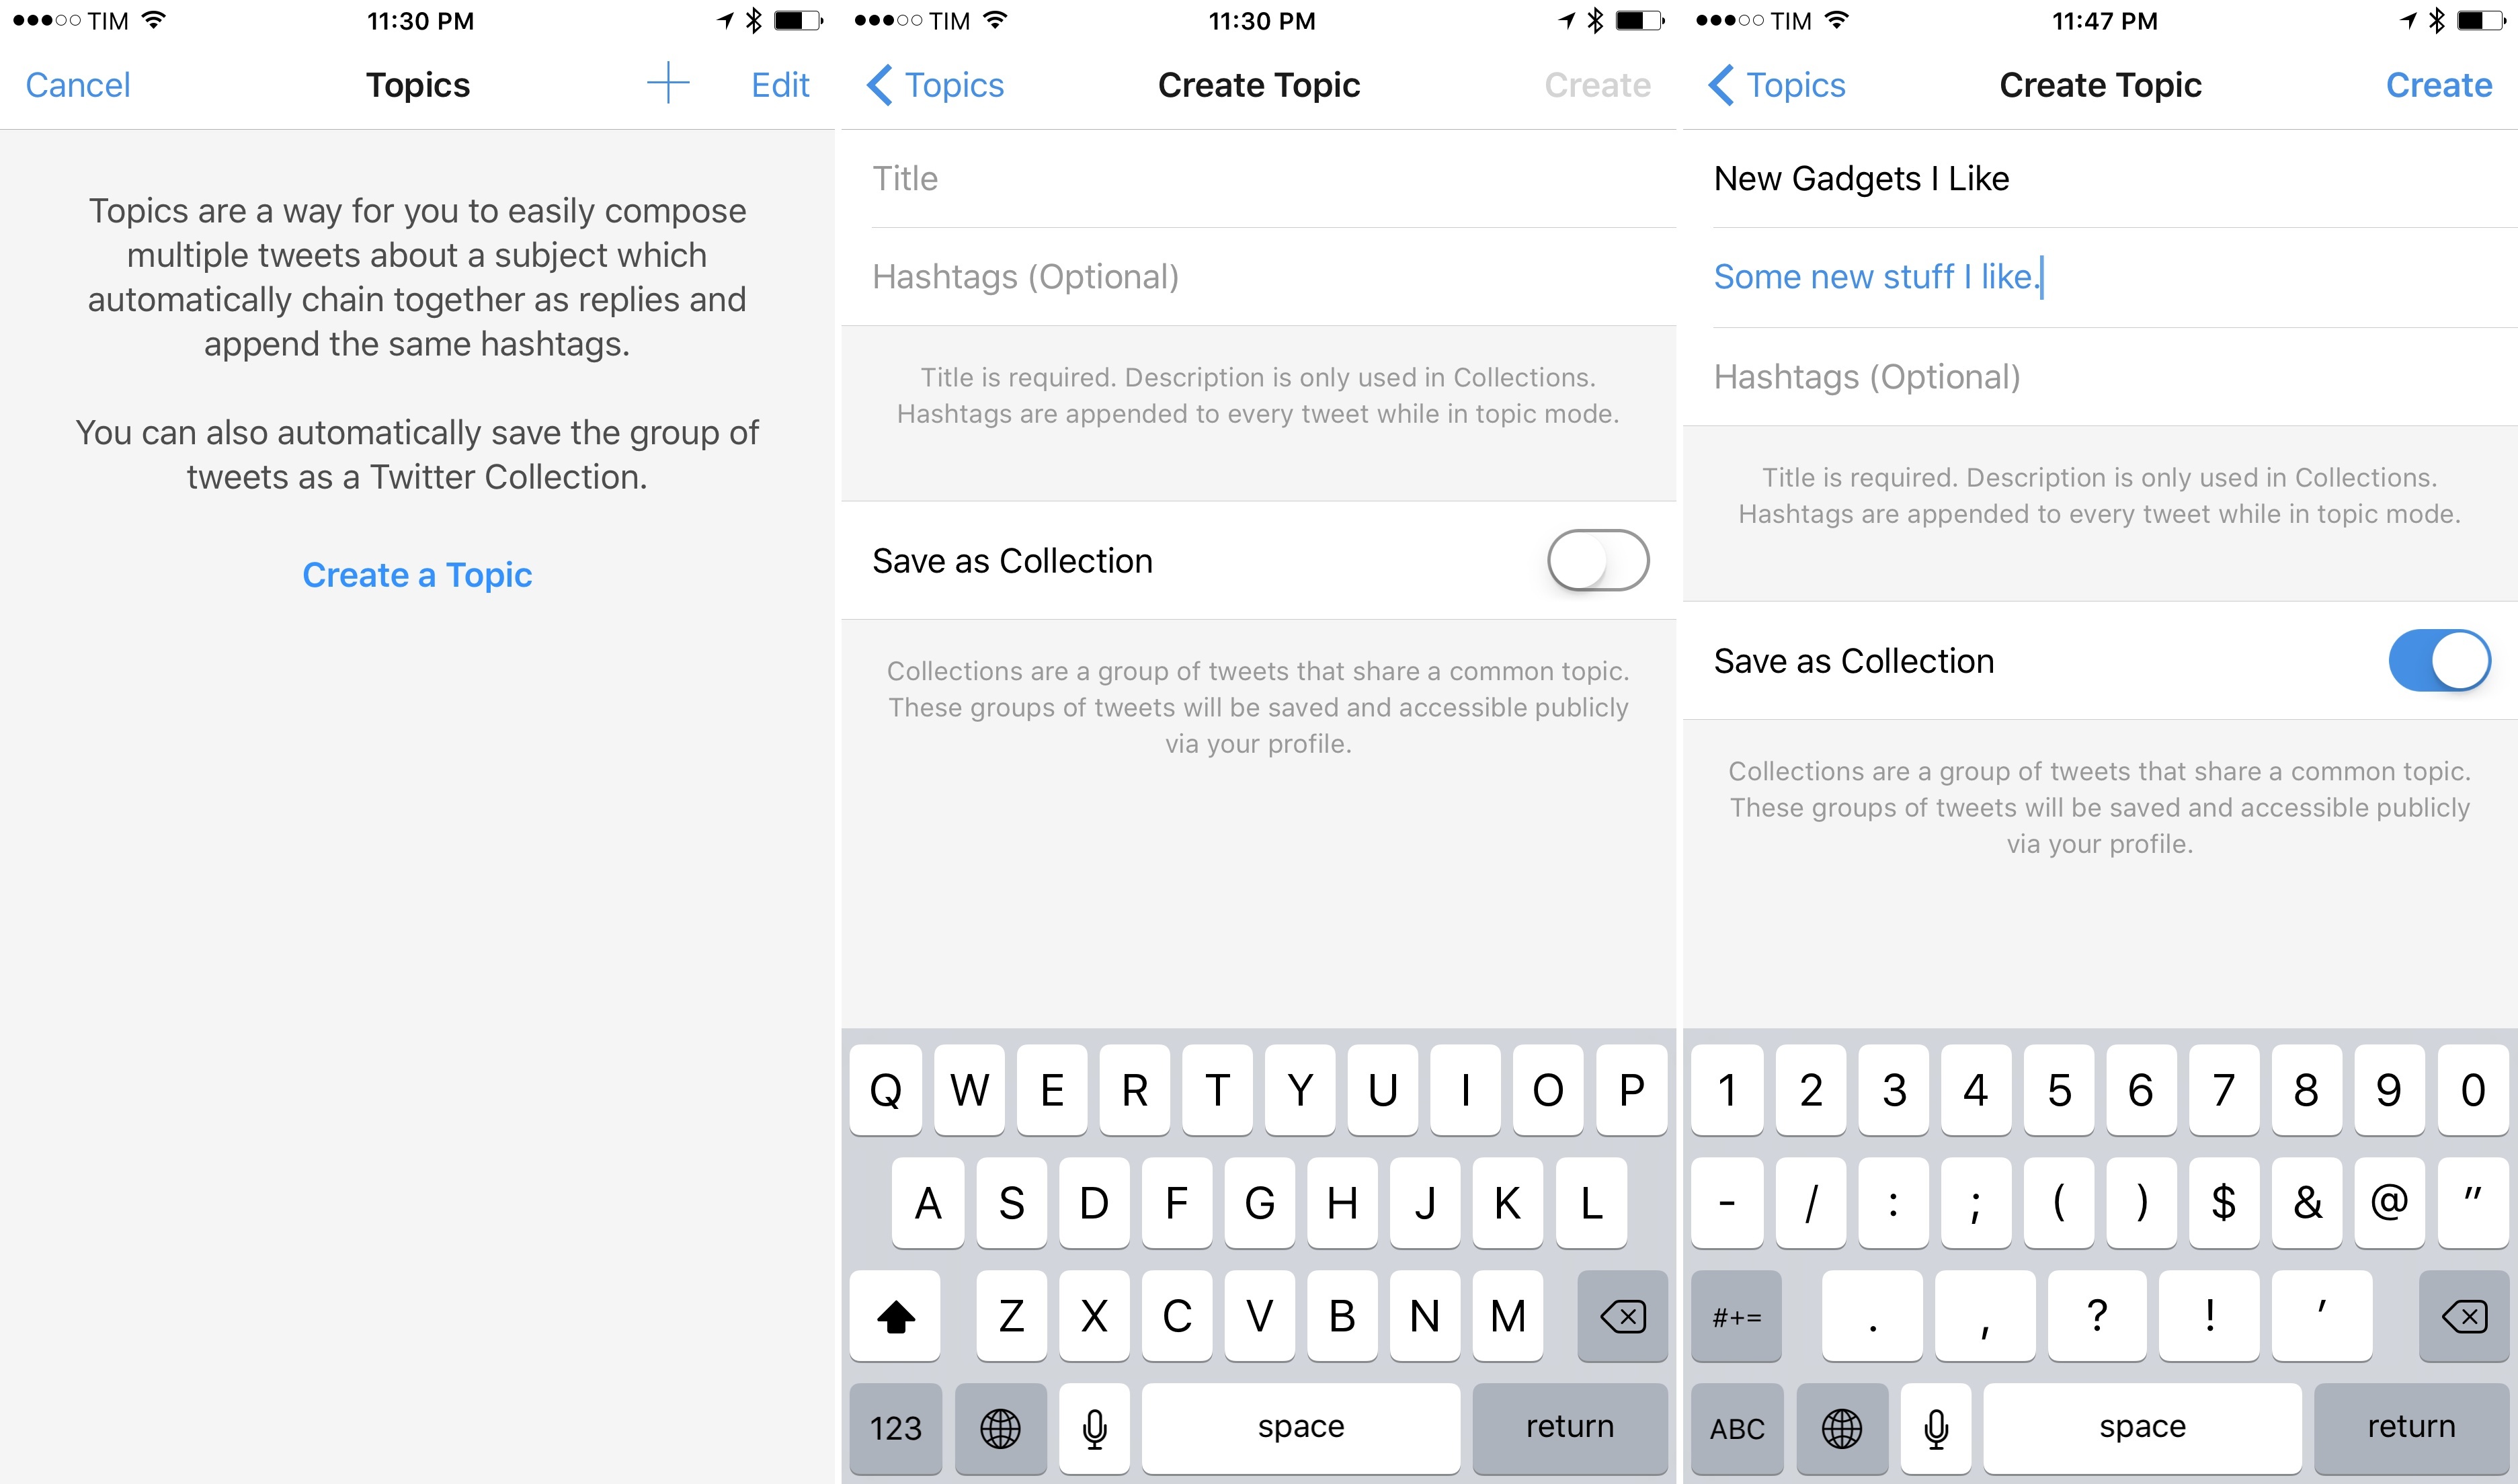 TIM 11:30 PM
Cancel Topics Edit
Topics are a way for you to easily compose
multiple tweets about a subject which
automatically chain together as replies and
append the same hashtags.
You can also automatically save the group of
tweets as a Twitter Collection.
Create a Topic
TIM 11:30 PM
Topics Create Topic Create
Title
Hashtags (Optional)
Title is required. Description is only used in Collections.
Hashtags are appended to every tweet while in topic mode.
Save as Collection
Collections are a group of tweets that share a common topic.
These groups of tweets will be saved and accessible publicly
via your profile.
Q W E R T Y U I O P
A S D F G H J K L
Z X C V B N M
123 space return
TIM 11:47 PM
Topics Create Topic Create
New Gadgets I Like
Some new stuff I like.
Hashtags (Optional)
Title is required. Description is only used in Collections.
Hashtags are appended to every tweet while in topic mode.
Save as Collection
Collections are a group of tweets that share a common topic.
These groups of tweets will be saved and accessible publicly
via your profile.
1 2 3 4 5 6 7 8 9 0
- / : ; ( ) $ & @ "
#+= . , ? ! '
ABC space return